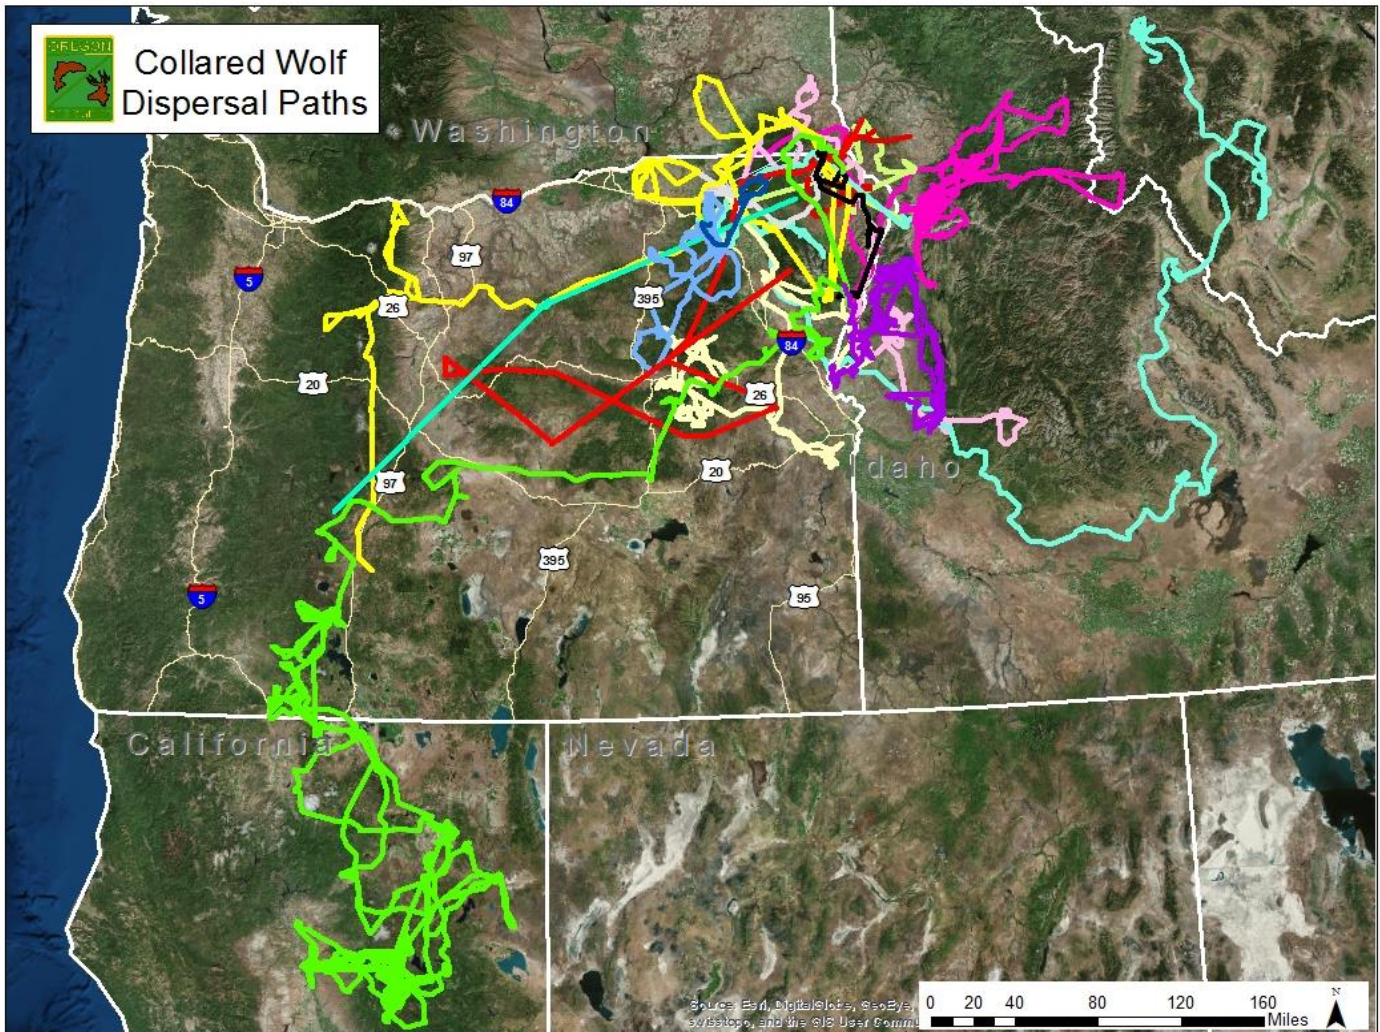 OREGON
Collared Wolf
Dispersal Paths
Washington
84
97
5
26
395
84
20
26
97
20
Idaho
395
5
95
California
Nevada
Source: Esri, DigitalGlobe, GeoEye,
swisstopo, and the GIS User Commu
N
0 20 40 80 120 160
Miles